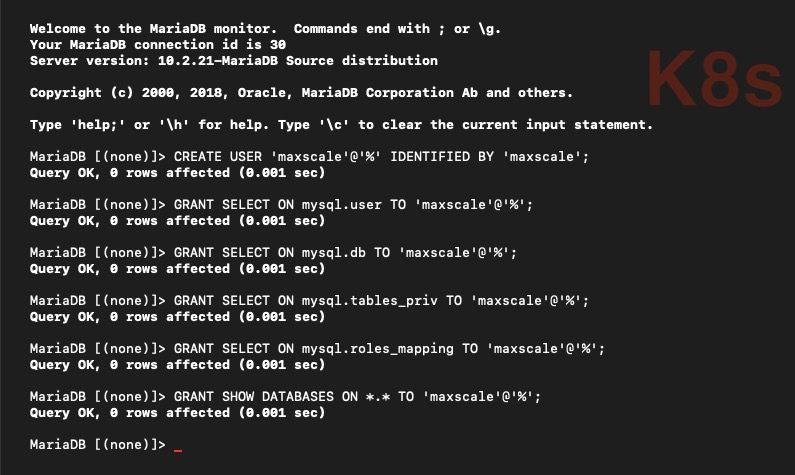 Welcome to the MariaDB monitor.  Commands end with ; or \g.
Your MariaDB connection id is 30
Server version: 10.2.21-MariaDB Source distribution
K8s
Copyright (c) 2000, 2018, Oracle, MariaDB Corporation Ab and others.
Type 'help;' or '\h' for help. Type '\c' to clear the current input statement.
MariaDB [(none)]> CREATE USER 'maxscale'@'%' IDENTIFIED BY 'maxscale';
Query OK, 0 rows affected (0.001 sec)
MariaDB [(none)]> GRANT SELECT ON mysql.user TO 'maxscale'@'%';
Query OK, 0 rows affected (0.001 sec)
MariaDB [(none)]> GRANT SELECT ON mysql.db TO 'maxscale'@'%';
Query OK, 0 rows affected (0.001 sec)
MariaDB [(none)]> GRANT SELECT ON mysql.tables_priv TO 'maxscale'@'%';
Query OK, 0 rows affected (0.001 sec)
MariaDB [(none)]> GRANT SELECT ON mysql.roles_mapping TO 'maxscale'@'%';
Query OK, 0 rows affected (0.001 sec)
MariaDB [(none)]> GRANT SHOW DATABASES ON *.* TO 'maxscale'@'%';
Query OK, 0 rows affected (0.001 sec)
MariaDB [(none)]> _